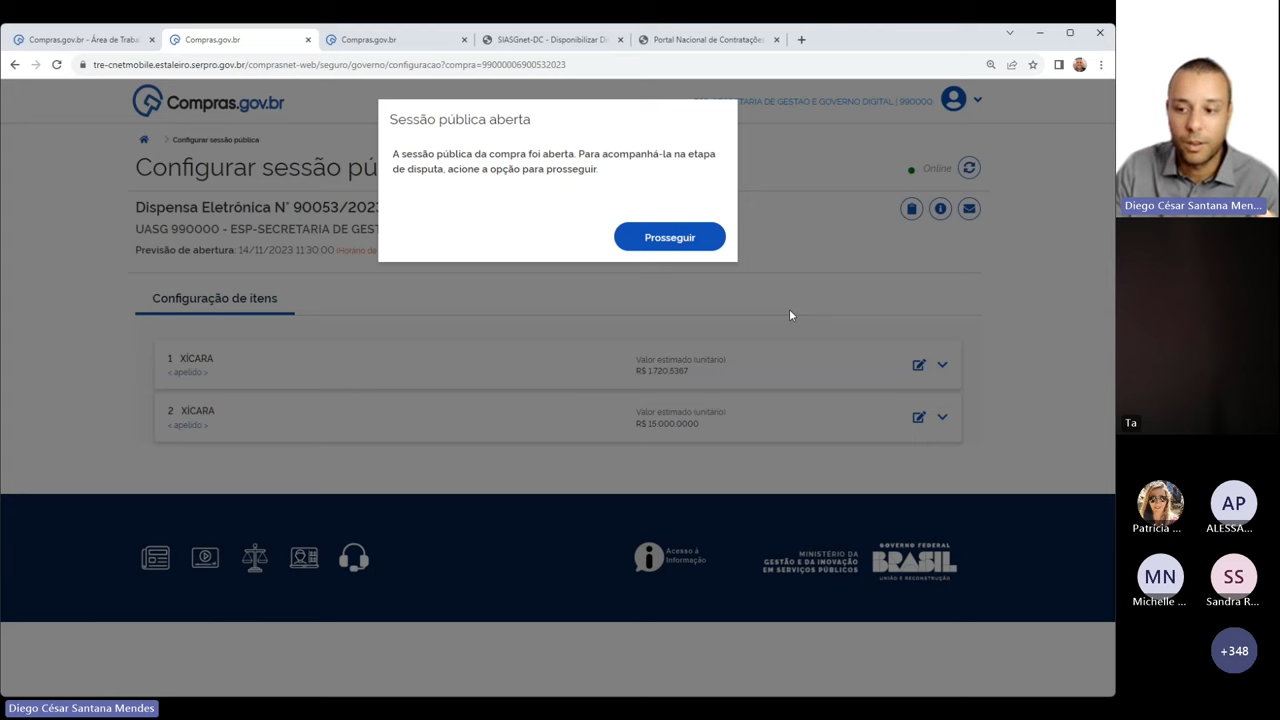 Compras.gov.br - Área de Traba
Compras.gov.br
Compras.gov.br
SIASGnet-DC - Disponibilizar Di
Portal Nacional de Contratações
tre-cnetmobile.estaleiro.serpro.gov.br/comprasnet-web/seguro/governo/configuracao?compra=99000006900532023
Compras.gov.br
TARIA DE GESTAO E GOVERNO DIGITAL | 990000
Configurar sessão pública
Configurar sessão pú
Online
Sessão pública aberta
A sessão pública da compra foi aberta. Para acompanhá-la na etapa
de disputa, acione a opção para prosseguir.
Prosseguir
Dispensa Eletrônica N° 90053/2023
UASG 990000 - ESP-SECRETARIA DE GEST
Previsão de abertura: 14/11/2023 11:30:00 (Horário de
Configuração de itens
1 XÍCARA
< apelido >
Valor estimado (unitário)
R$ 1.720,5367
2 XÍCARA
< apelido >
Valor estimado (unitário)
R$ 15.000,0000
Acesso à
Informação
MINISTÉRIO DA
GESTÃO E DA INOVAÇÃO
EM SERVIÇOS PÚBLICOS
GOVERNO FEDERAL
BRASIL
UNIÃO E RECONSTRUÇÃO
Diego César Santana Men...
Ta
Patrícia ...
AP
ALESSA...
MN
Michelle ...
SS
Sandra R...
+348
Diego César Santana Mendes